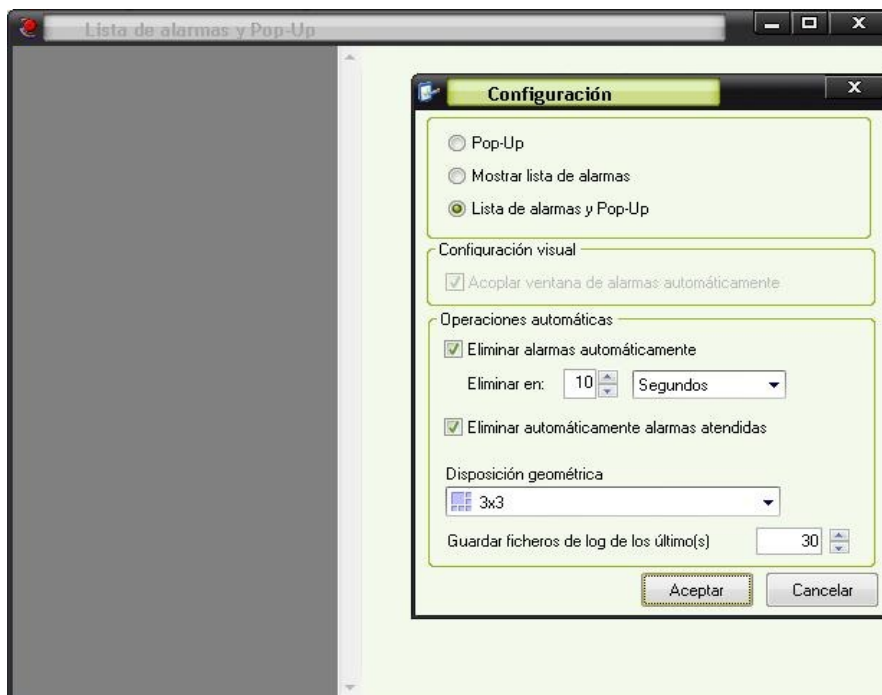 Lista de alarmas y Pop-Up
Configuración
Pop-Up
Mostrar lista de alarmas
Lista de alarmas y Pop-Up
Configuración visual
Acoplar ventana de alarmas automáticamente
Operaciones automáticas
Eliminar alarmas automáticamente
Eliminar en: 10 Segundos
Eliminar automáticamente alarmas atendidas
Disposición geométrica
3x3
Guardar ficheros de log de los último(s) 30
Aceptar Cancelar